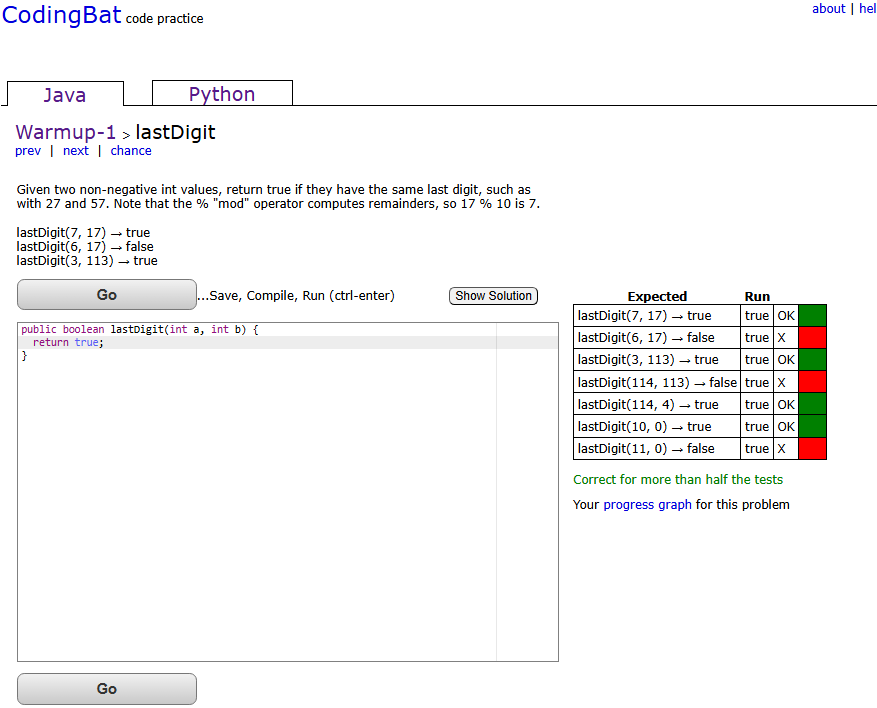 CodingBat code practice
about | hel
Java
Python
Warmup-1 > lastDigit
prev | next | chance
Given two non-negative int values, return true if they have the same last digit, such as
with 27 and 57. Note that the % "mod" operator computes remainders, so 17 % 10 is 7.
lastDigit(7, 17) → true
lastDigit(6, 17) → false
lastDigit(3, 113) → true
Go ...Save, Compile, Run (ctrl-enter) Show Solution
public boolean lastDigit(int a, int b) {
return true;
}
Go
Expected Run
lastDigit(7, 17) → true true OK
lastDigit(6, 17) → false true X
lastDigit(3, 113) → true true OK
lastDigit(114, 113) → false true X
lastDigit(114, 4) → true true OK
lastDigit(10, 0) → true true OK
lastDigit(11, 0) → false true X
Correct for more than half the tests
Your progress graph for this problem